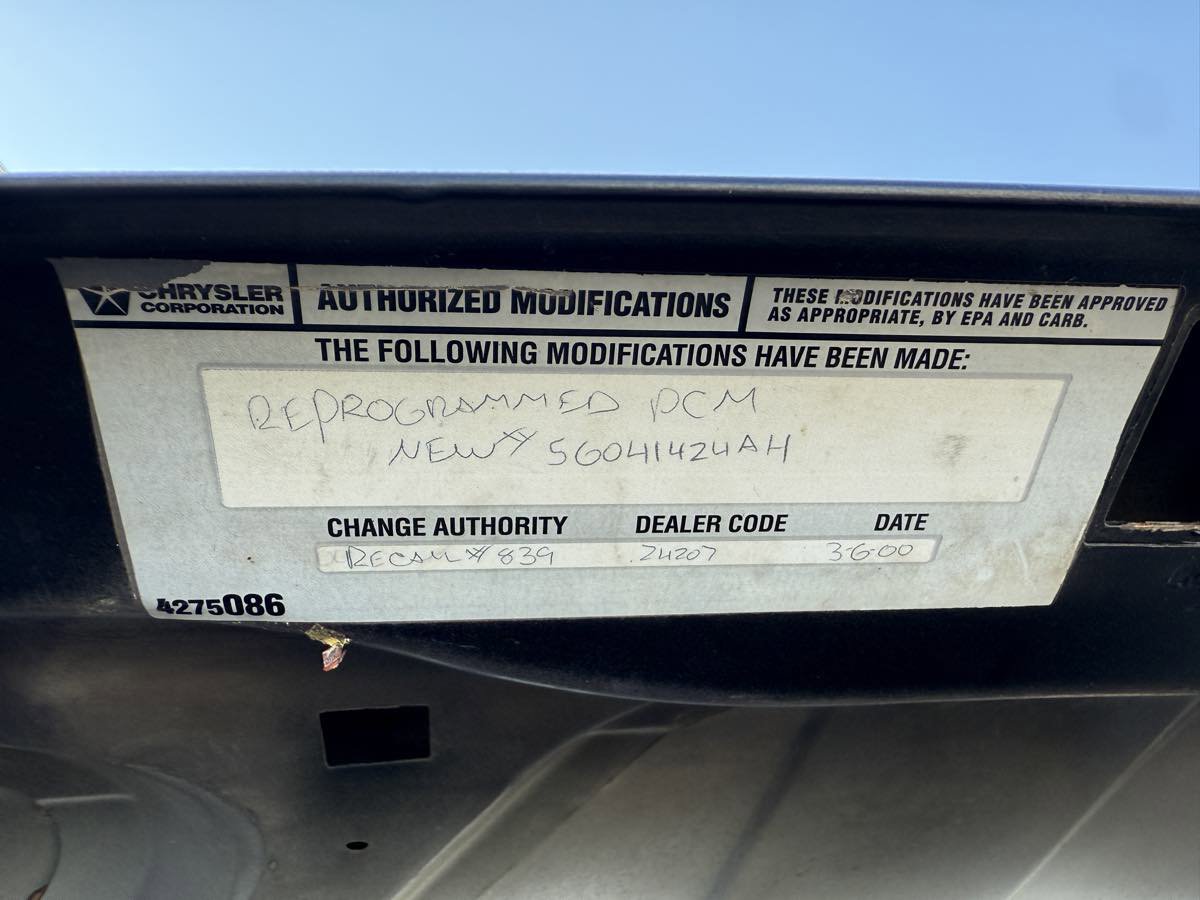 CHRYSLER
CORPORATION
AUTHORIZED MODIFICATIONS
THESE MODIFICATIONS HAVE BEEN APPROVED
AS APPROPRIATE, BY EPA AND CARB.
THE FOLLOWING MODIFICATIONS HAVE BEEN MADE:
REPROGRAMMED PCM
NEW# 56041424AH
CHANGE AUTHORITY DEALER CODE DATE
RECALL# 839 24207 3-6-00
4275086